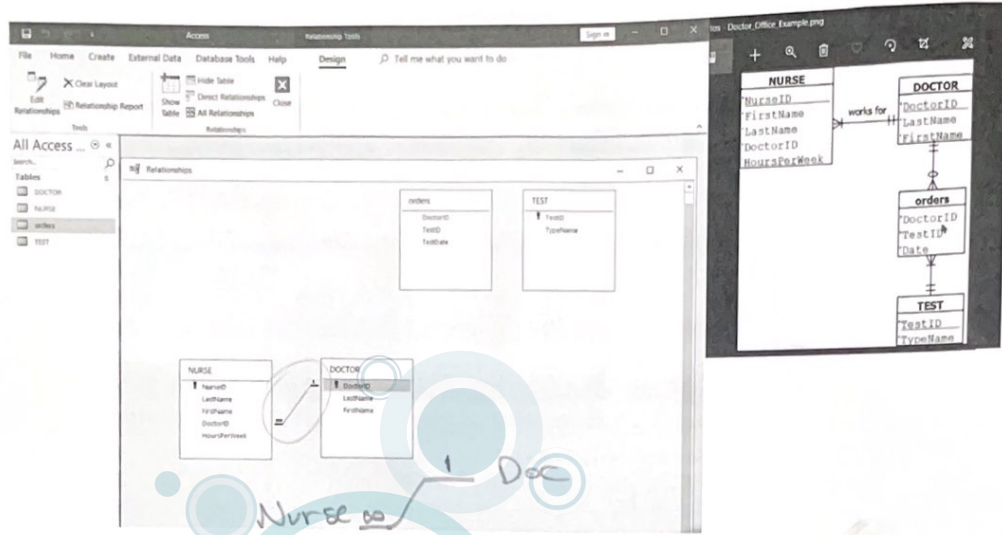 Access
Relationship Tools
Sign in
File Home Create External Data Database Tools Help Design Tell me what you want to do
Edit Relationships
Clear Layout
Relationship Report
Tools
Show Table
Hide Table
Direct Relationships
All Relationships
Close
Relationships
All Access ...
Search...
Tables
DOCTOR
NURSE
orders
TEST
Relationships
orders
DoctorID
TestID
TestDate
TEST
TestID
TypeName
NURSE
NurseID
LastName
FirstName
DoctorID
HoursPerWeek
∞
1
DOCTOR
DoctorID
LastName
FirstName
Nurse ∞ 1 Doc
- Doctor_Office_Example.png
NURSE
*NurseID
*FirstName
*LastName
*DoctorID
HoursPerWeek
works for
DOCTOR
*DoctorID
*LastName
*FirstName
orders
*DoctorID
*TestID
*Date
TEST
*TestID
*TypeName